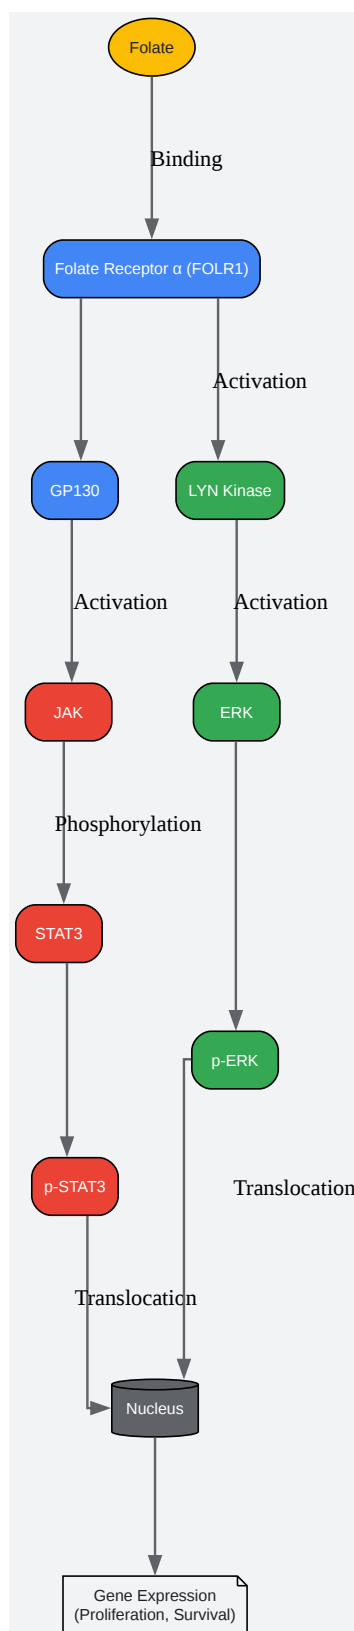 Folate
Binding
Folate Receptor α (FOLR1)
Activation
GP130
LYN Kinase
Activation
Activation
JAK
ERK
Phosphorylation
STAT3
p-ERK
p-STAT3
Translocation
Translocation
Nucleus
Gene Expression
(Proliferation, Survival)